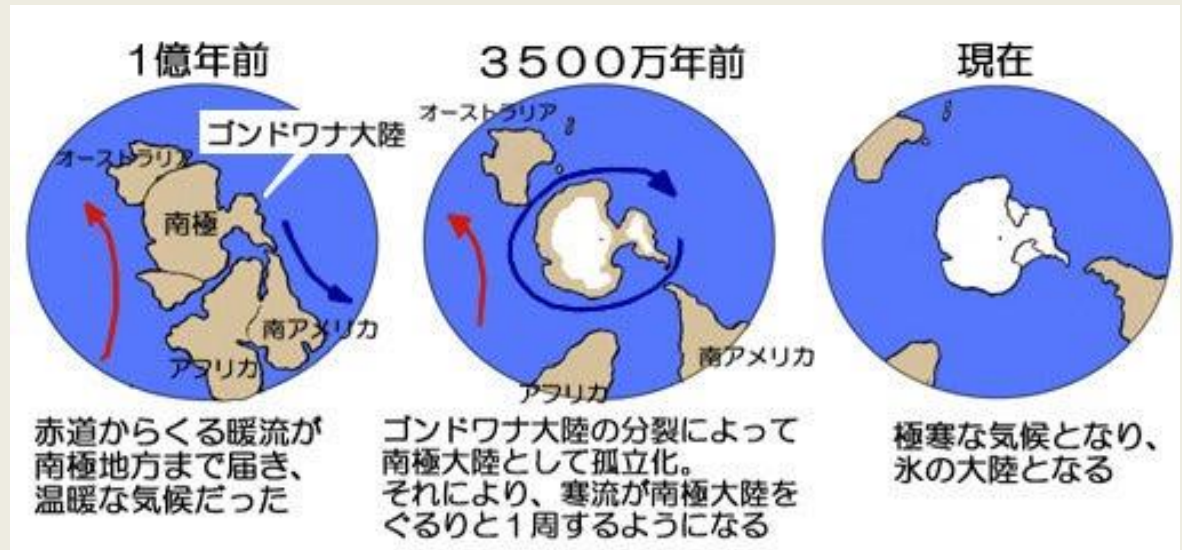 1億年前
ゴンドワナ大陸
オーストラリア
南極
南アメリカ
アフリカ
赤道からくる暖流が
南極地方まで届き、
温暖な気候だった
3500万年前
オーストラリア
南アメリカ
アフリカ
ゴンドワナ大陸の分裂によって
南極大陸として孤立化。
それにより、寒流が南極大陸を
ぐるりと1周するようになる
現在
極寒な気候となり、
氷の大陸となる